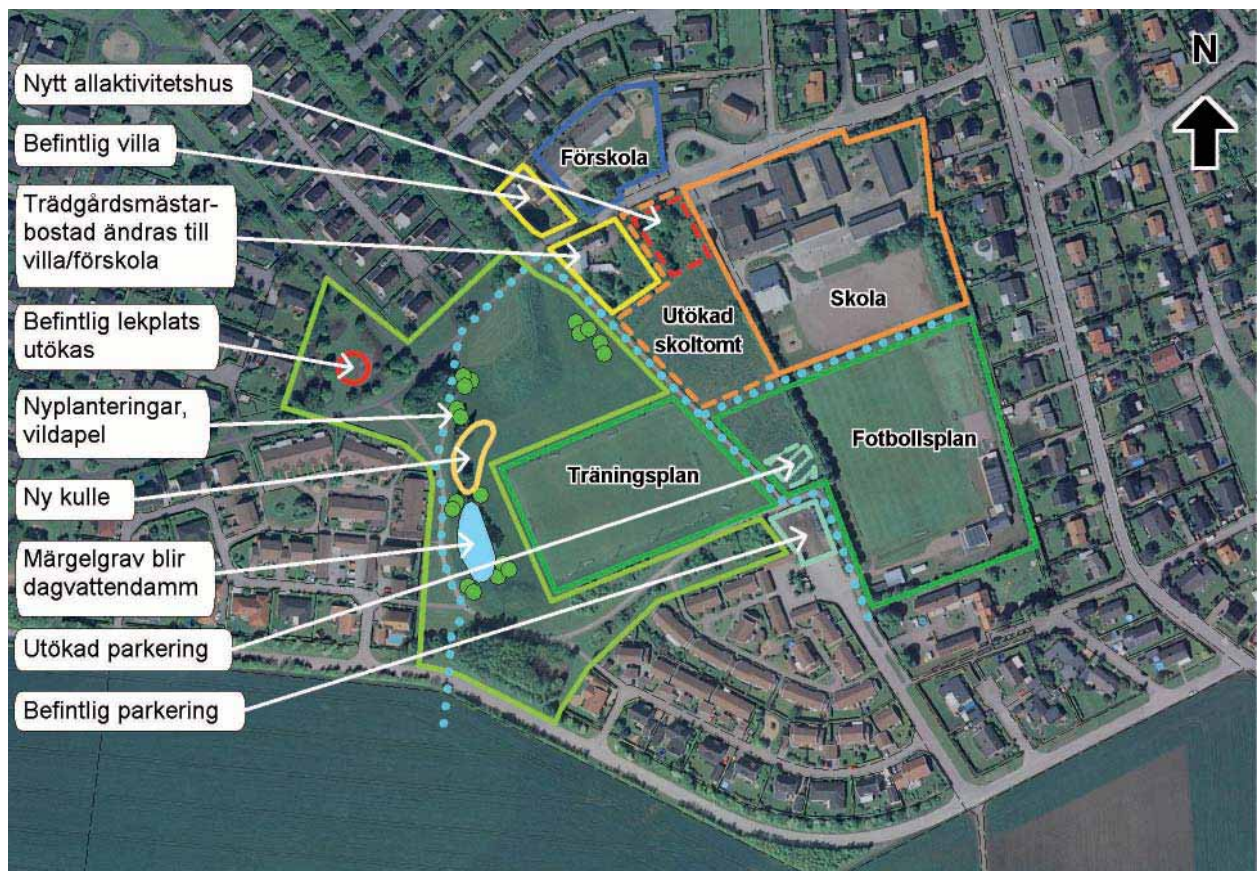 N
Nytt allaktivitetshus
Befintlig villa
Trädgårdsmästar-
bostad ändras till
villa/förskola
Befintlig lekplats
utökas
Nyplanteringar,
vildapel
Ny kulle
Märgelgrav blir
dagvattendamm
Utökad parkering
Befintlig parkering
Förskola
Skola
Utökad
skoltomt
Fotbollsplan
Träningsplan